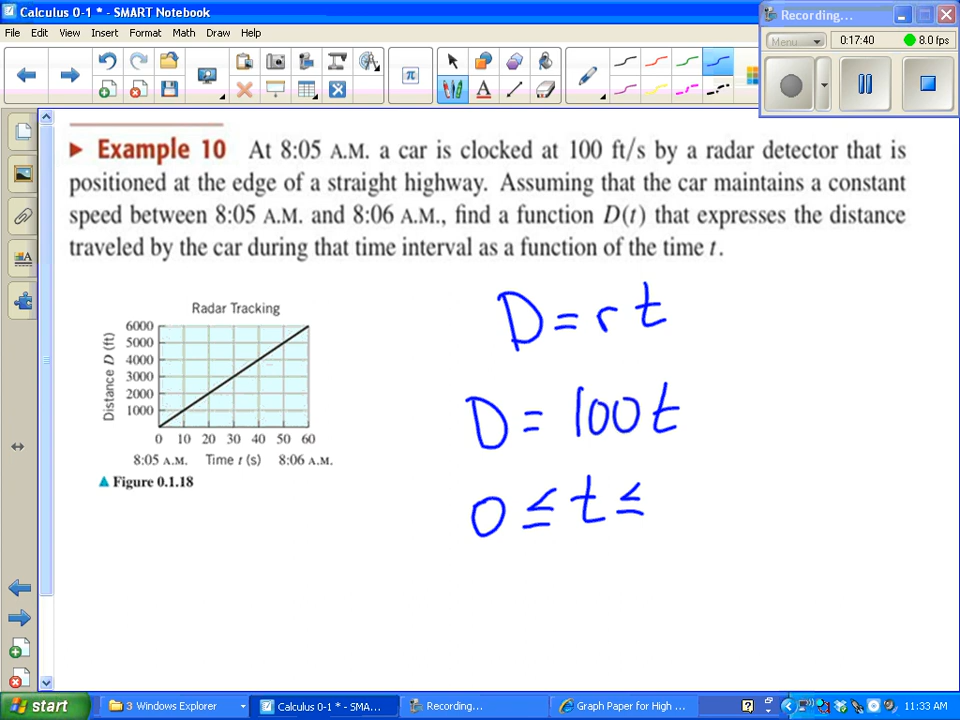 Calculus 0-1 * - SMART Notebook
Recording...
File Edit View Insert Format Math Draw Help
Menu 0:17:40 8.0 fps
π
A
▶ Example 10 At 8:05 A.M. a car is clocked at 100 ft/s by a radar detector that is
positioned at the edge of a straight highway. Assuming that the car maintains a constant
speed between 8:05 A.M. and 8:06 A.M., find a function D(t) that expresses the distance
traveled by the car during that time interval as a function of the time t.
Radar Tracking
Distance D (ft)
6000
5000
4000
3000
2000
1000
0 10 20 30 40 50 60
8:05 A.M. Time t (s) 8:06 A.M.
▲ Figure 0.1.18
D = r t
D = 100t
0 ≤ t ≤
start 3 Windows Explorer Calculus 0-1 * - SMA... Recording... Graph Paper for High ... 11:33 AM